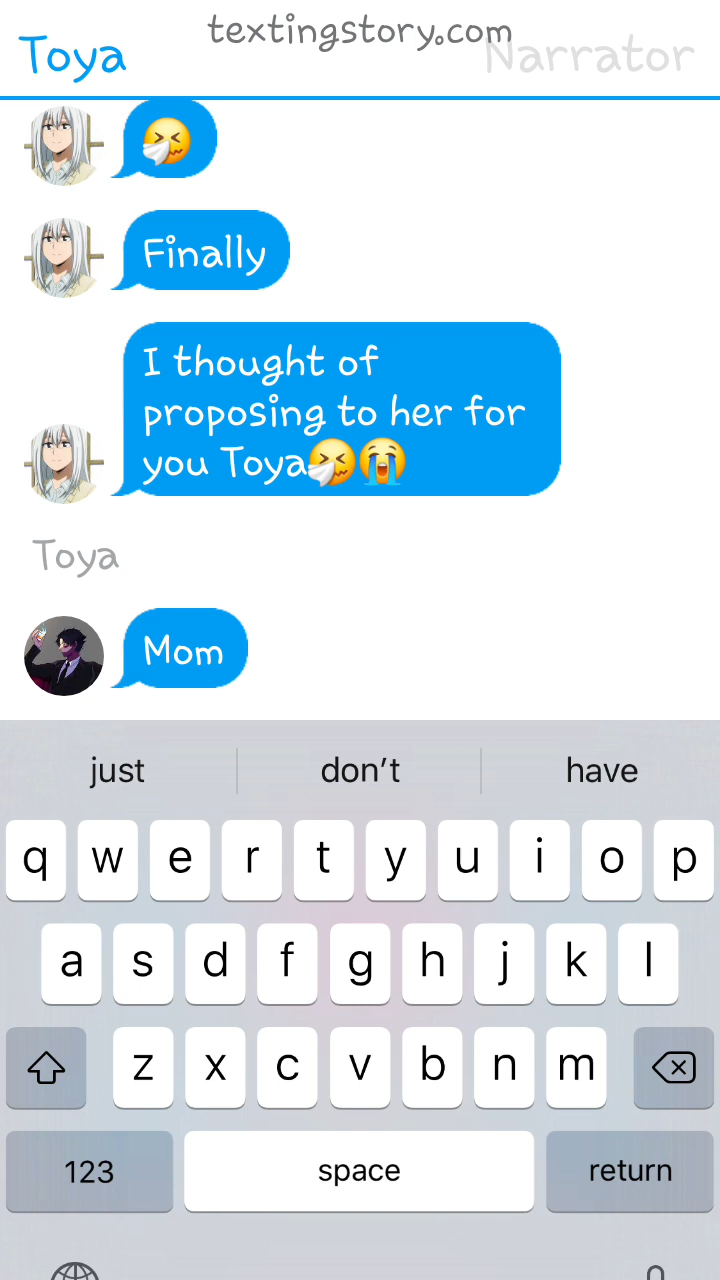 textingstory.com
Toya
Narrator
🤧
Finally
I thought of
proposing to her for
you Toya🤧😭
Toya
Mom
just don't have
q w e r t y u i o p
a s d f g h j k l
z x c v b n m
123 space return